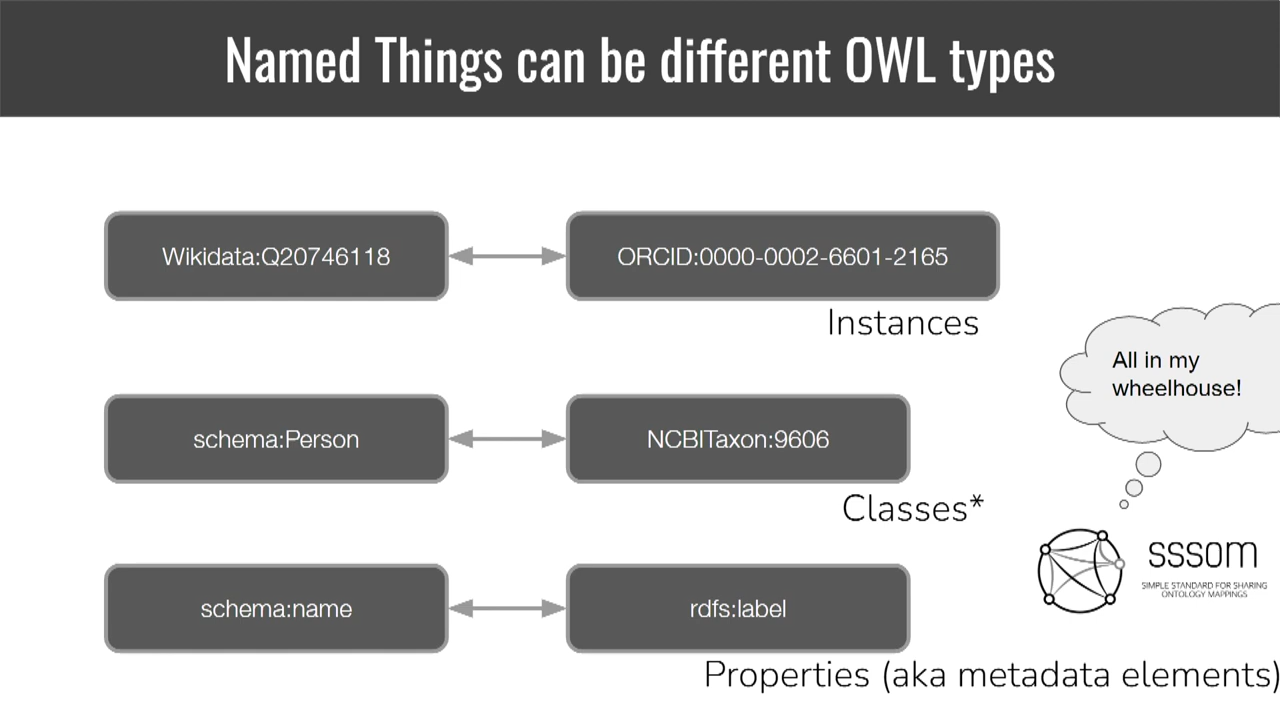 Named Things can be different OWL types
Wikidata:Q20746118
ORCID:0000-0002-6601-2165
Instances
All in my
wheelhouse!
schema:Person
NCBITaxon:9606
Classes*
sssom
SIMPLE STANDARD FOR SHARING
ONTOLOGY MAPPINGS
schema:name
rdfs:label
Properties (aka metadata elements)